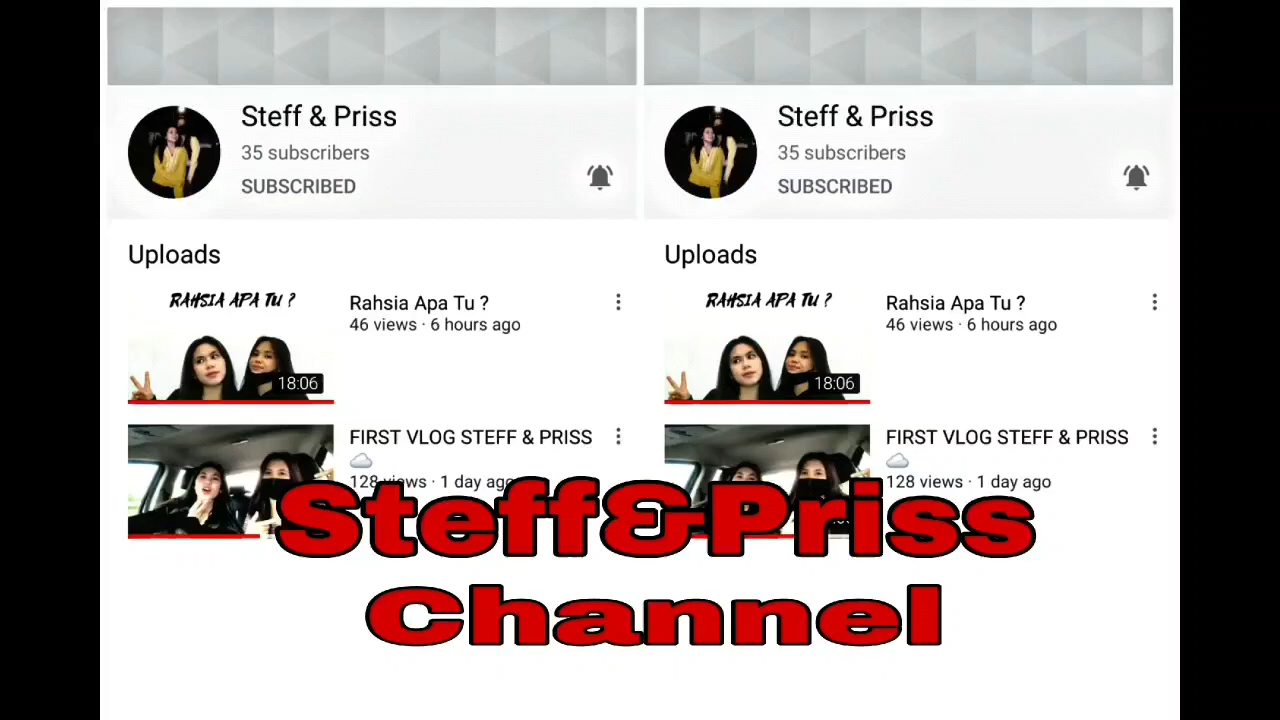 Steff & Priss
35 subscribers
SUBSCRIBED
Uploads
RAHSIA APA TU ?
18:06
Rahsia Apa Tu ?
46 views · 6 hours ago
FIRST VLOG STEFF & PRISS
☁️
128 views · 1 day ago
Steff & Priss
35 subscribers
SUBSCRIBED
Uploads
RAHSIA APA TU ?
18:06
Rahsia Apa Tu ?
46 views · 6 hours ago
FIRST VLOG STEFF & PRISS
☁️
128 views · 1 day ago
Steff&Priss
Channel